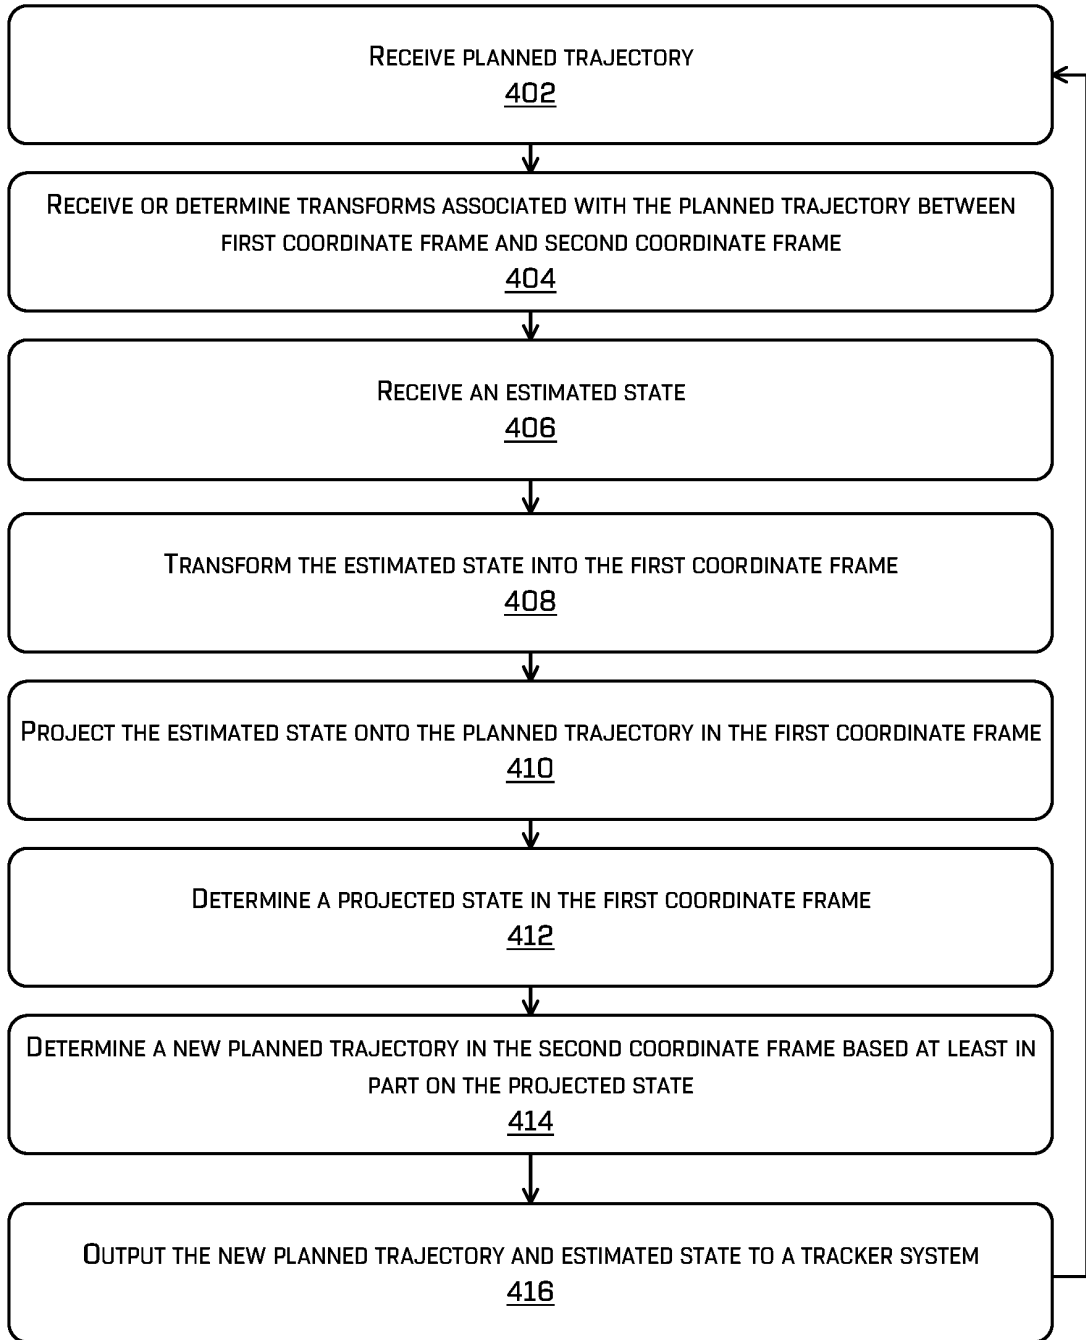 Receive planned trajectory
402
Receive or determine transforms associated with the planned trajectory between
first coordinate frame and second coordinate frame
404
Receive an estimated state
406
Transform the estimated state into the first coordinate frame
408
Project the estimated state onto the planned trajectory in the first coordinate frame
410
Determine a projected state in the first coordinate frame
412
Determine a new planned trajectory in the second coordinate frame based at least in
part on the projected state
414
Output the new planned trajectory and estimated state to a tracker system
416